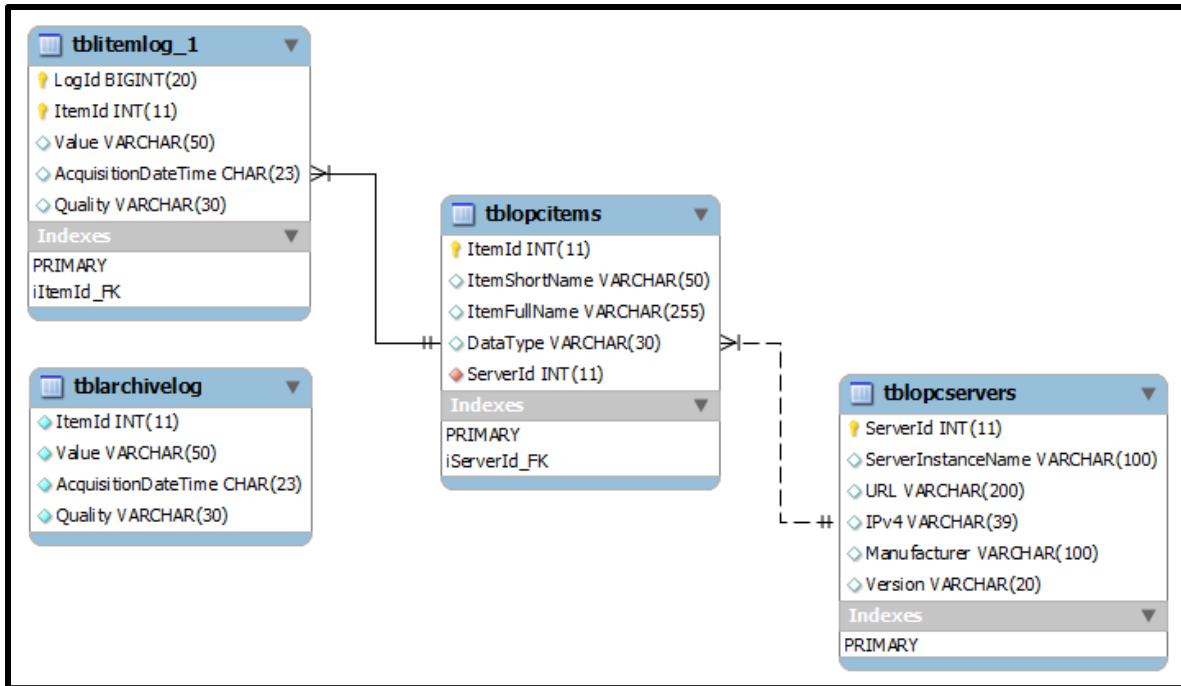 tblitemlog_1
LogId BIGINT(20)
ItemId INT(11)
Value VARCHAR(50)
AcquisitionDateTime CHAR(23)
Quality VARCHAR(30)
Indexes
PRIMARY
iItemId_FK
tblarchivelog
ItemId INT(11)
Value VARCHAR(50)
AcquisitionDateTime CHAR(23)
Quality VARCHAR(30)
tblopcitems
ItemId INT(11)
ItemShortName VARCHAR(50)
ItemFullName VARCHAR(255)
DataType VARCHAR(30)
ServerId INT(11)
Indexes
PRIMARY
iServerId_FK
tblopcservers
ServerId INT(11)
ServerInstanceName VARCHAR(100)
URL VARCHAR(200)
IPv4 VARCHAR(39)
Manufacturer VARCHAR(100)
Version VARCHAR(20)
Indexes
PRIMARY